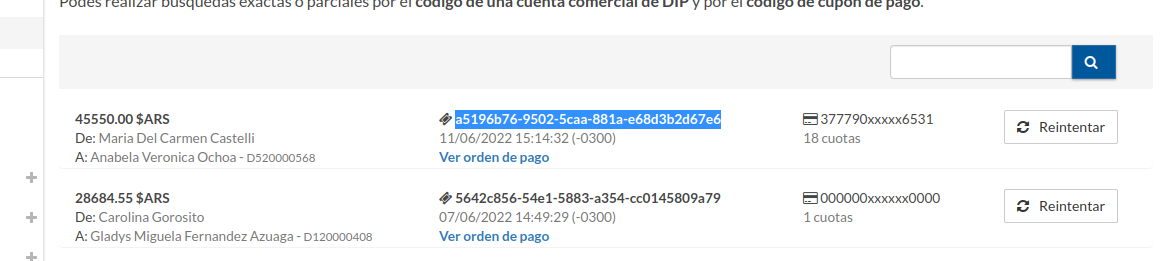 Podes realizar búsquedas exactas o parciales por el código de una cuenta comercial de DIP y por el código de cupón de pago.
45550.00 $ARS
De: Maria Del Carmen Castelli
A: Anabela Veronica Ochoa - D520000568
a5196b76-9502-5caa-881a-e68d3b2d67e6
11/06/2022 15:14:32 (-0300)
Ver orden de pago
377790xxxxx6531
18 cuotas
Reintentar
28684.55 $ARS
De: Carolina Gorosito
A: Gladys Miguela Fernandez Azuaga - D120000408
5642c856-54e1-5883-a354-cc0145809a79
07/06/2022 14:49:29 (-0300)
Ver orden de pago
000000xxxxxx0000
1 cuotas
Reintentar